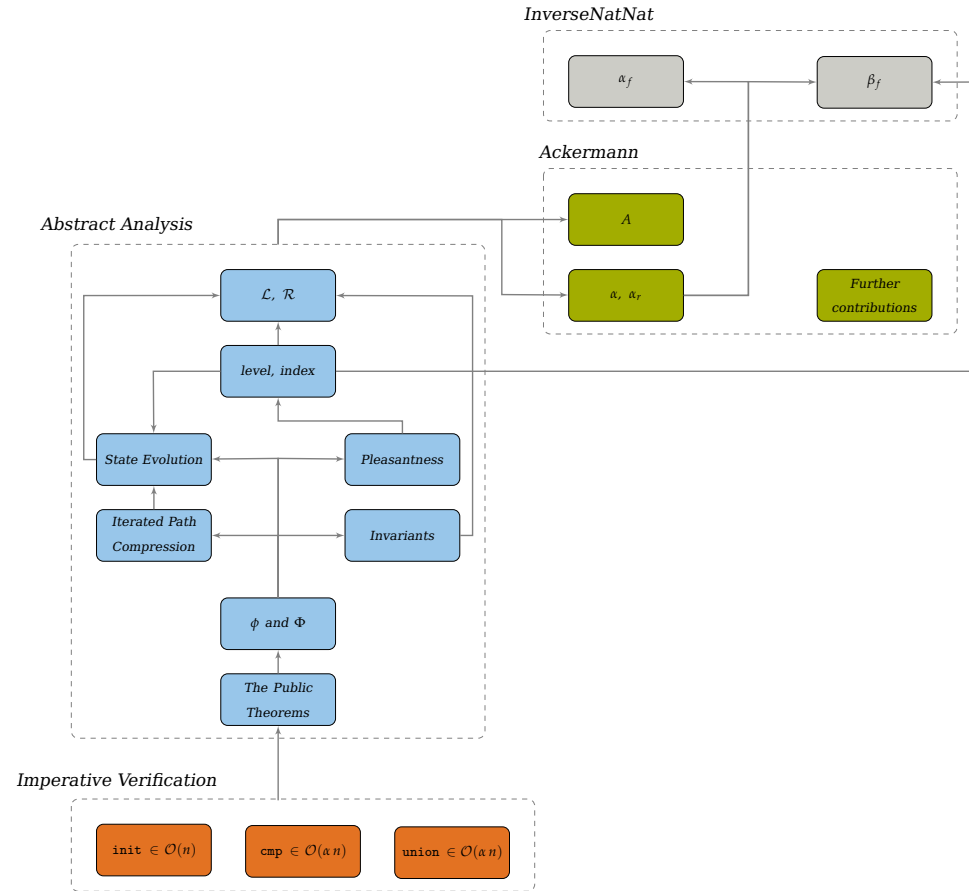 InverseNatNat
α_f
β_f
Ackermann
A
α, α_r
Further
contributions
Abstract Analysis
ℒ, ℛ
level, index
State Evolution
Pleasantness
Iterated Path
Compression
Invariants
ϕ and Φ
The Public
Theorems
Imperative Verification
init ∈ 𝒪(n)
cmp ∈ 𝒪(α n)
union ∈ 𝒪(α n)